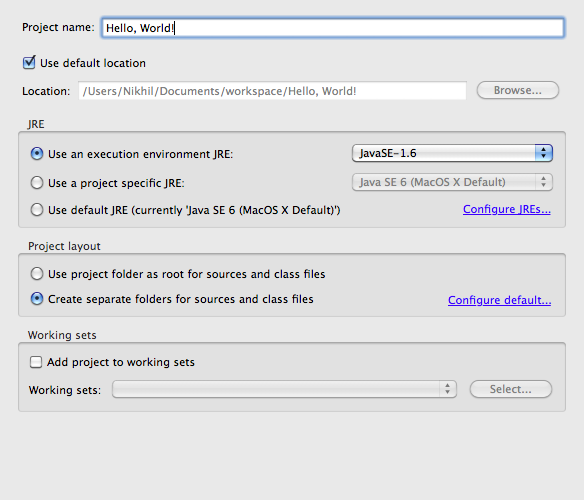 Project name: Hello, World!
Use default location
Location: /Users/Nikhil/Documents/workspace/Hello, World! Browse...
JRE
Use an execution environment JRE: JavaSE-1.6
Use a project specific JRE: Java SE 6 (MacOS X Default)
Use default JRE (currently 'Java SE 6 (MacOS X Default)') Configure JREs...
Project layout
Use project folder as root for sources and class files
Create separate folders for sources and class files Configure default...
Working sets
Add project to working sets
Working sets: Select...